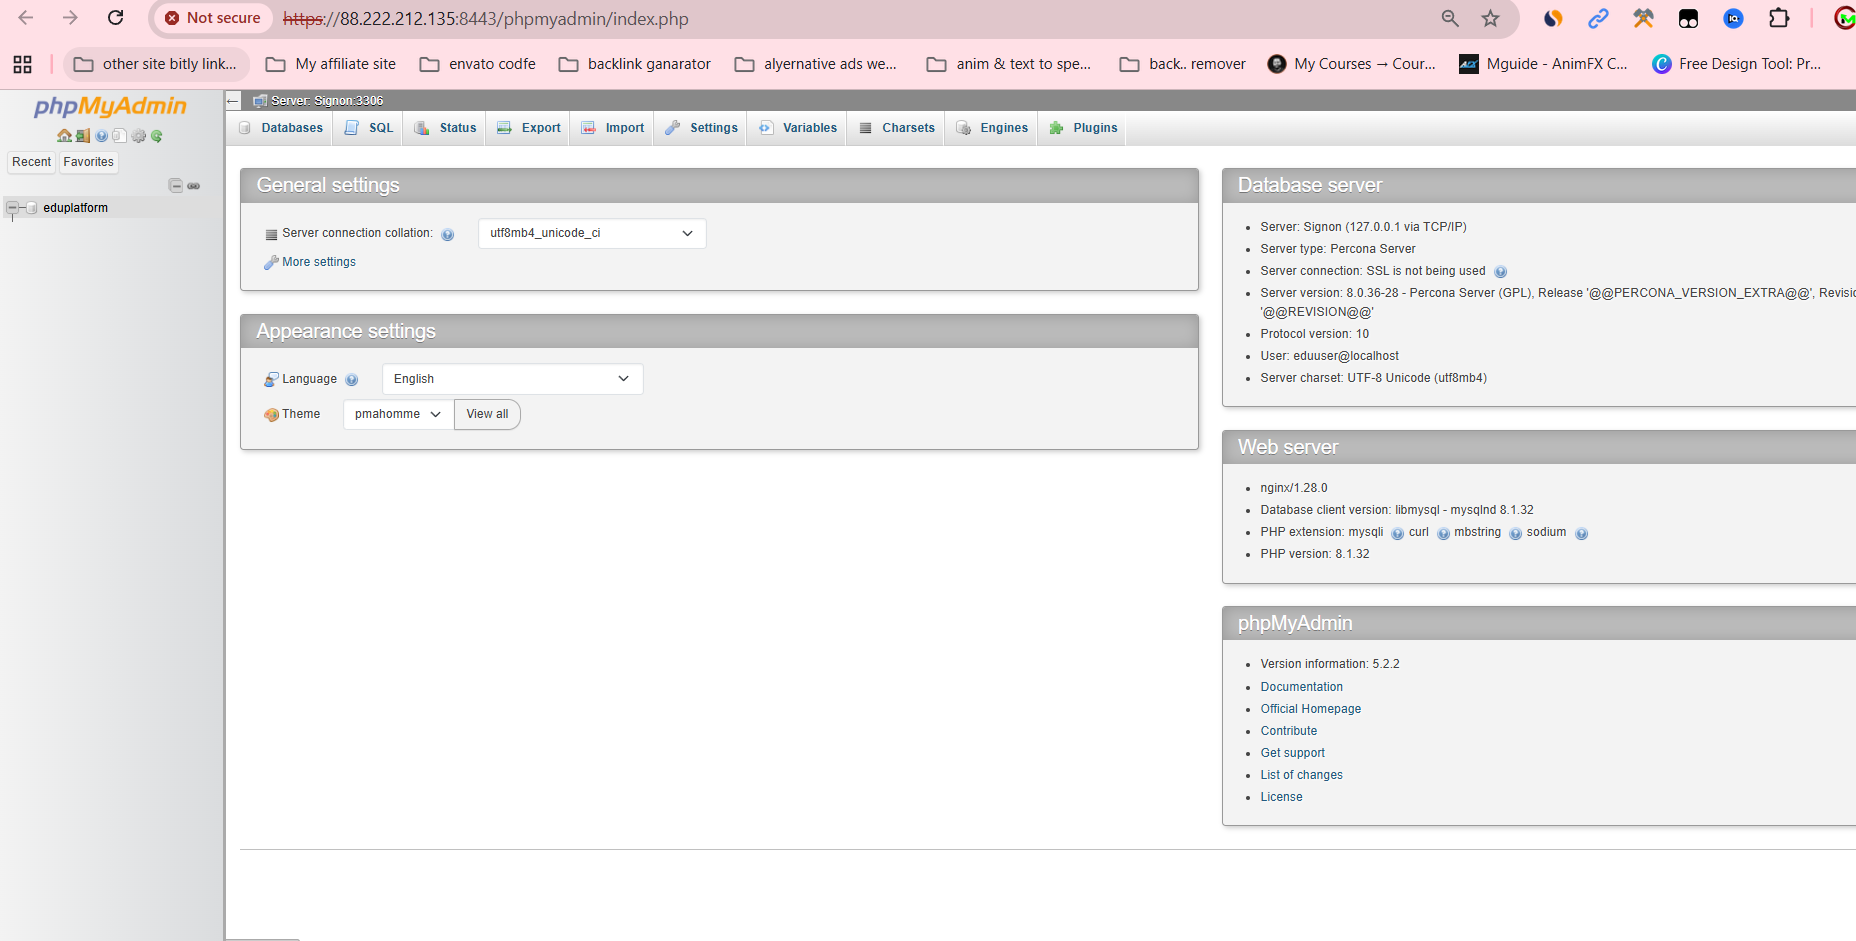 Not secure https://88.222.212.135:8443/phpmyadmin/index.php
other site bitly link... My affiliate site envato codfe backlink ganarator alyernative ads we... anim & text to spe... back.. remover My Courses → Cour... Mguide - AnimFX C... Free Design Tool: Pr...
phpMyAdmin
Recent Favorites
eduplatform
Server: Signon:3306
Databases SQL Status Export Import Settings Variables Charsets Engines Plugins
General settings
Server connection collation: utf8mb4_unicode_ci
More settings
Appearance settings
Language English
Theme pmahomme View all
Database server
Server: Signon (127.0.0.1 via TCP/IP)
Server type: Percona Server
Server connection: SSL is not being used
Server version: 8.0.36-28 - Percona Server (GPL), Release '@@PERCONA_VERSION_EXTRA@@', Revisic
'@@REVISION@@'
Protocol version: 10
User: eduuser@localhost
Server charset: UTF-8 Unicode (utf8mb4)
Web server
nginx/1.28.0
Database client version: libmysql - mysqlnd 8.1.32
PHP extension: mysqli curl mbstring sodium
PHP version: 8.1.32
phpMyAdmin
Version information: 5.2.2
Documentation
Official Homepage
Contribute
Get support
List of changes
License